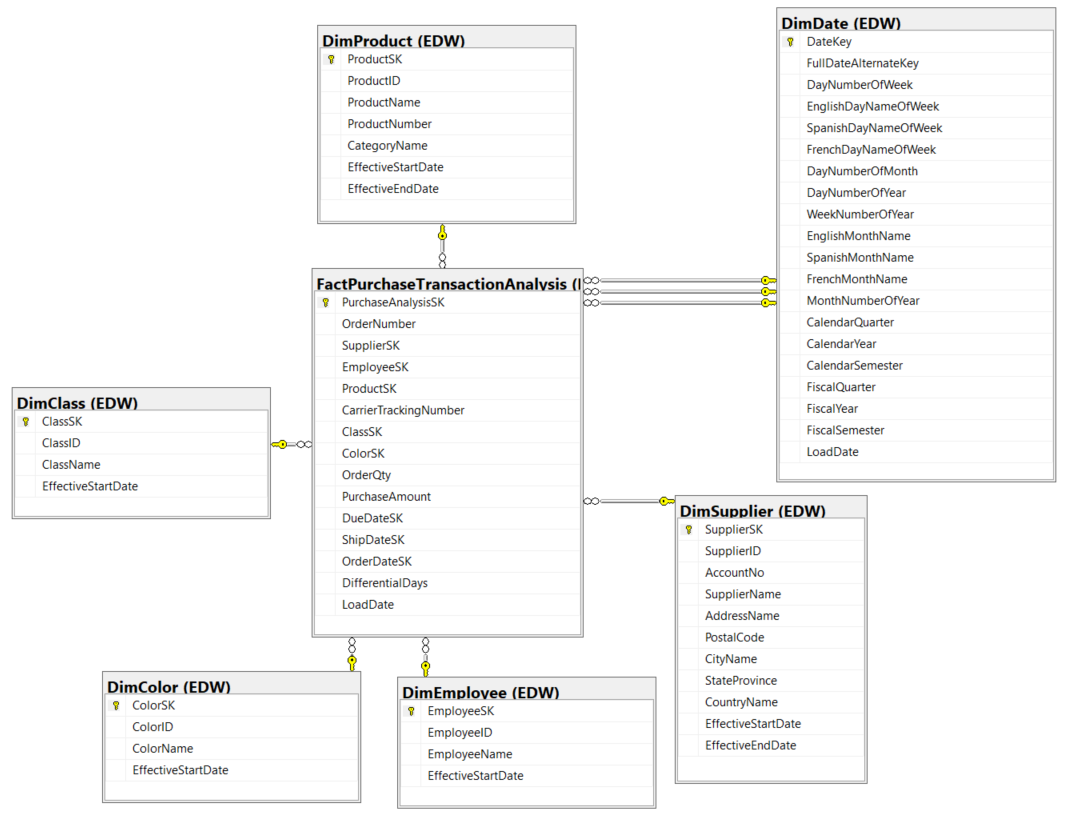 DimProduct (EDW)
ProductSK
ProductID
ProductName
ProductNumber
CategoryName
EffectiveStartDate
EffectiveEndDate
DimDate (EDW)
DateKey
FullDateAlternateKey
DayNumberOfWeek
EnglishDayNameOfWeek
SpanishDayNameOfWeek
FrenchDayNameOfWeek
DayNumberOfMonth
DayNumberOfYear
WeekNumberOfYear
EnglishMonthName
SpanishMonthName
FrenchMonthName
MonthNumberOfYear
CalendarQuarter
CalendarYear
CalendarSemester
FiscalQuarter
FiscalYear
FiscalSemester
LoadDate
FactPurchaseTransactionAnalysis (
PurchaseAnalysisSK
OrderNumber
SupplierSK
EmployeeSK
ProductSK
CarrierTrackingNumber
ClassSK
ColorSK
OrderQty
PurchaseAmount
DueDateSK
ShipDateSK
OrderDateSK
DifferentialDays
LoadDate
DimClass (EDW)
ClassSK
ClassID
ClassName
EffectiveStartDate
DimSupplier (EDW)
SupplierSK
SupplierID
AccountNo
SupplierName
AddressName
PostalCode
CityName
StateProvince
CountryName
EffectiveStartDate
EffectiveEndDate
DimColor (EDW)
ColorSK
ColorID
ColorName
EffectiveStartDate
DimEmployee (EDW)
EmployeeSK
EmployeeID
EmployeeName
EffectiveStartDate